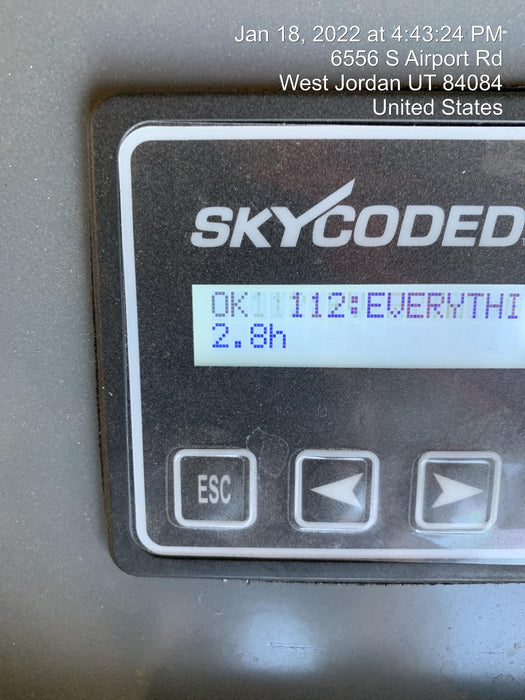 Jan 18, 2022 at 4:43:24 PM
6556 S Airport Rd
West Jordan UT 84084
United States
SKYCODED
OK 112:EVERYTHI
2.8h
ESC